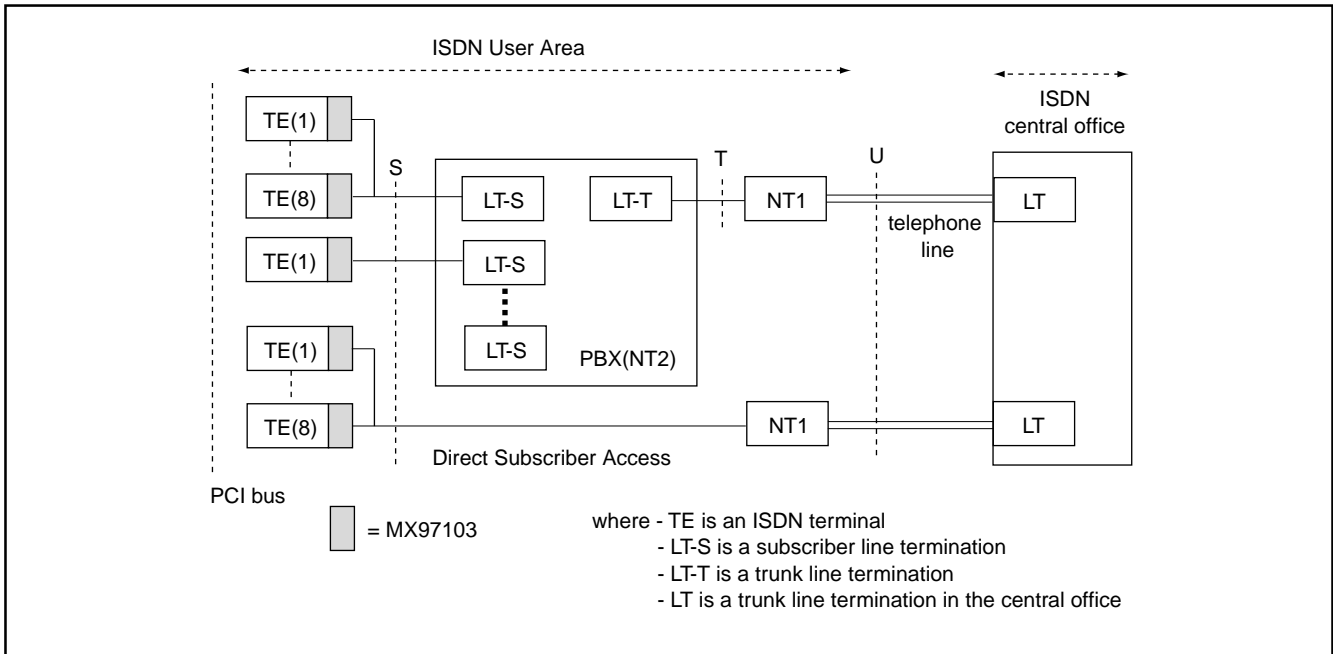 ISDN User Area
ISDN
central office
TE(1)
S
T
U
TE(8)
LT-S
LT-T
NT1
LT
telephone
line
TE(1)
LT-S
TE(1)
LT-S
PBX(NT2)
TE(8)
NT1
LT
Direct Subscriber Access
PCI bus
= MX97103
where - TE is an ISDN terminal
- LT-S is a subscriber line termination
- LT-T is a trunk line termination
- LT is a trunk line termination in the central office